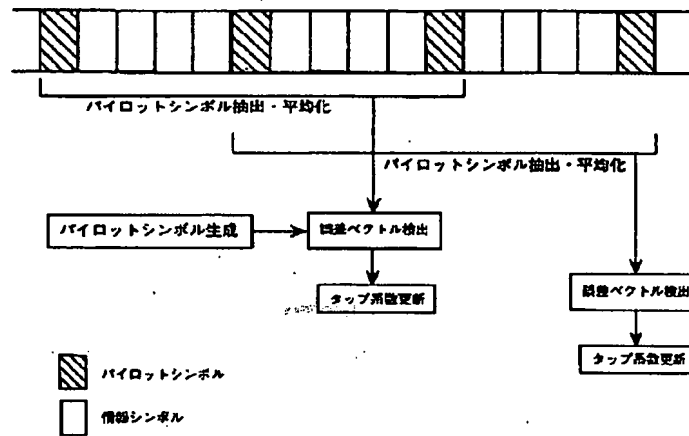 パイロットシンボル抽出・平均化
パイロットシンボル抽出・平均化
パイロットシンボル生成
誤差ベクトル検出
タップ係数更新
誤差ベクトル検出
タップ係数更新
パイロットシンボル
情報シンボル